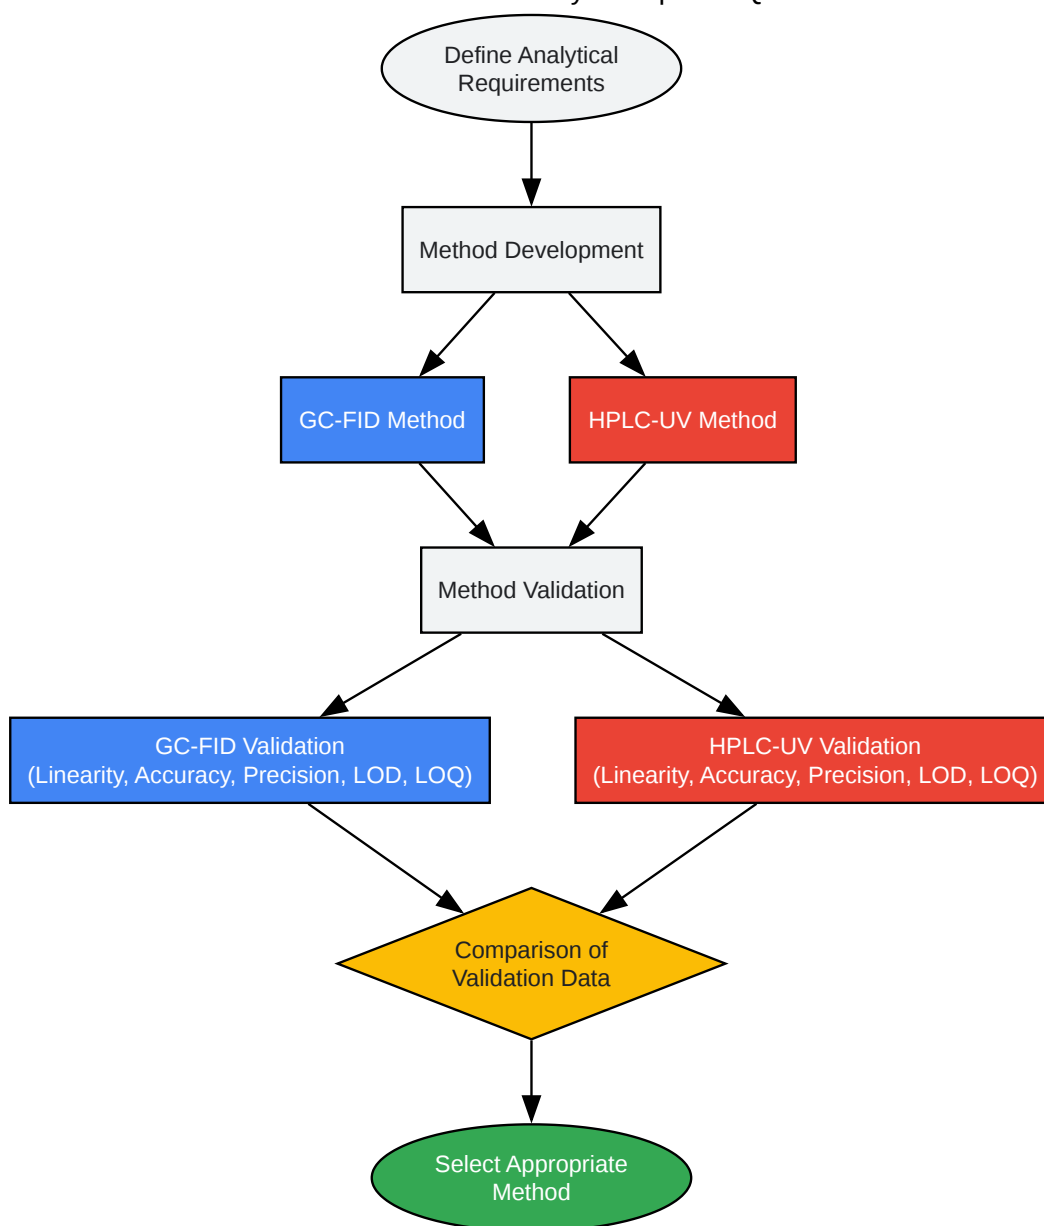 Define Analytical
Requirements
Method Development
GC-FID Method
HPLC-UV Method
Method Validation
GC-FID Validation
(Linearity, Accuracy, Precision, LOD, LOQ)
HPLC-UV Validation
(Linearity, Accuracy, Precision, LOD, LOQ)
Comparison of
Validation Data
Select Appropriate
Method